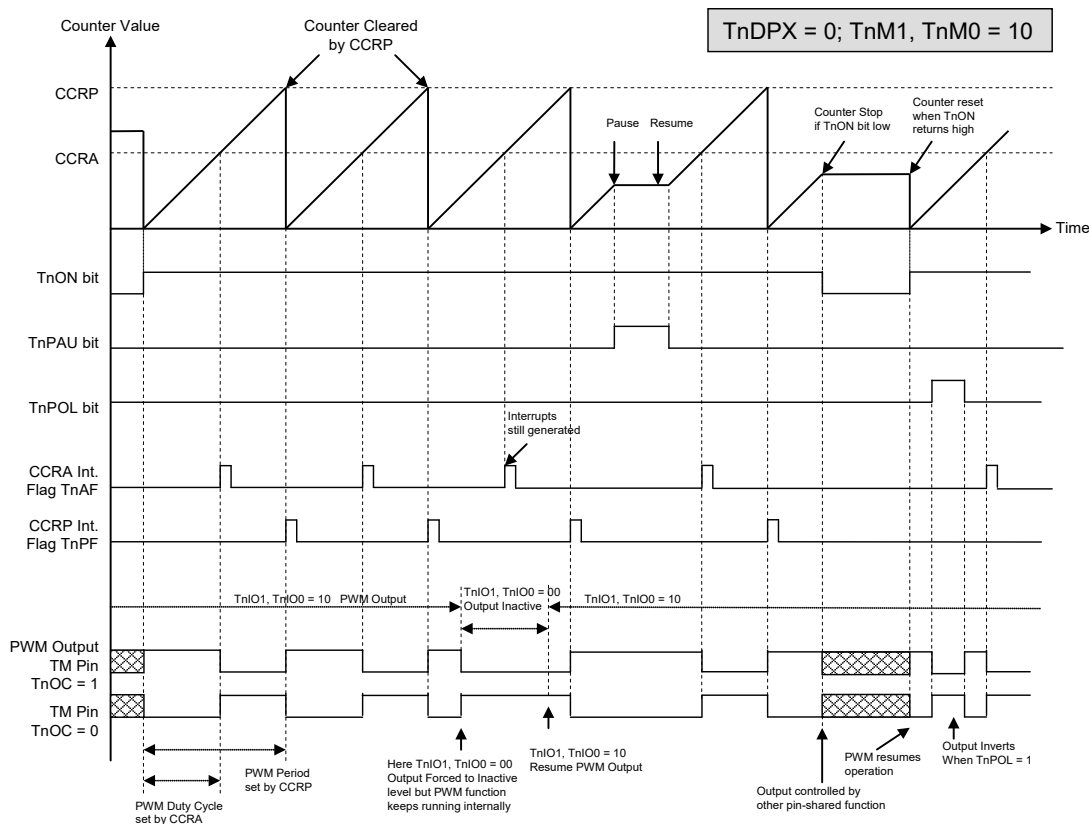 Counter Value
Counter Cleared
by CCRP
TnDPX = 0; TnM1, TnM0 = 10
CCRP
CCRA
Pause
Resume
Counter Stop
if TnON bit low
Counter reset
when TnON
returns high
Time
TnON bit
TnPAU bit
TnPOL bit
Interrupts
still generated
CCRA Int.
Flag TnAF
CCRP Int.
Flag TnPF
TnIO1, TnIO0 = 10 PWM Output
TnIO1, TnIO0 = 00
Output Inactive
TnIO1, TnIO0 = 10
PWM Output
TM Pin
TnOC = 1
TM Pin
TnOC = 0
PWM Duty Cycle
set by CCRA
PWM Period
set by CCRP
Here TnIO1, TnIO0 = 00
Output Forced to Inactive
level but PWM function
keeps running internally
TnIO1, TnIO0 = 10
Resume PWM Output
Output controlled by
other pin-shared function
PWM resumes
operation
Output Inverts
When TnPOL = 1